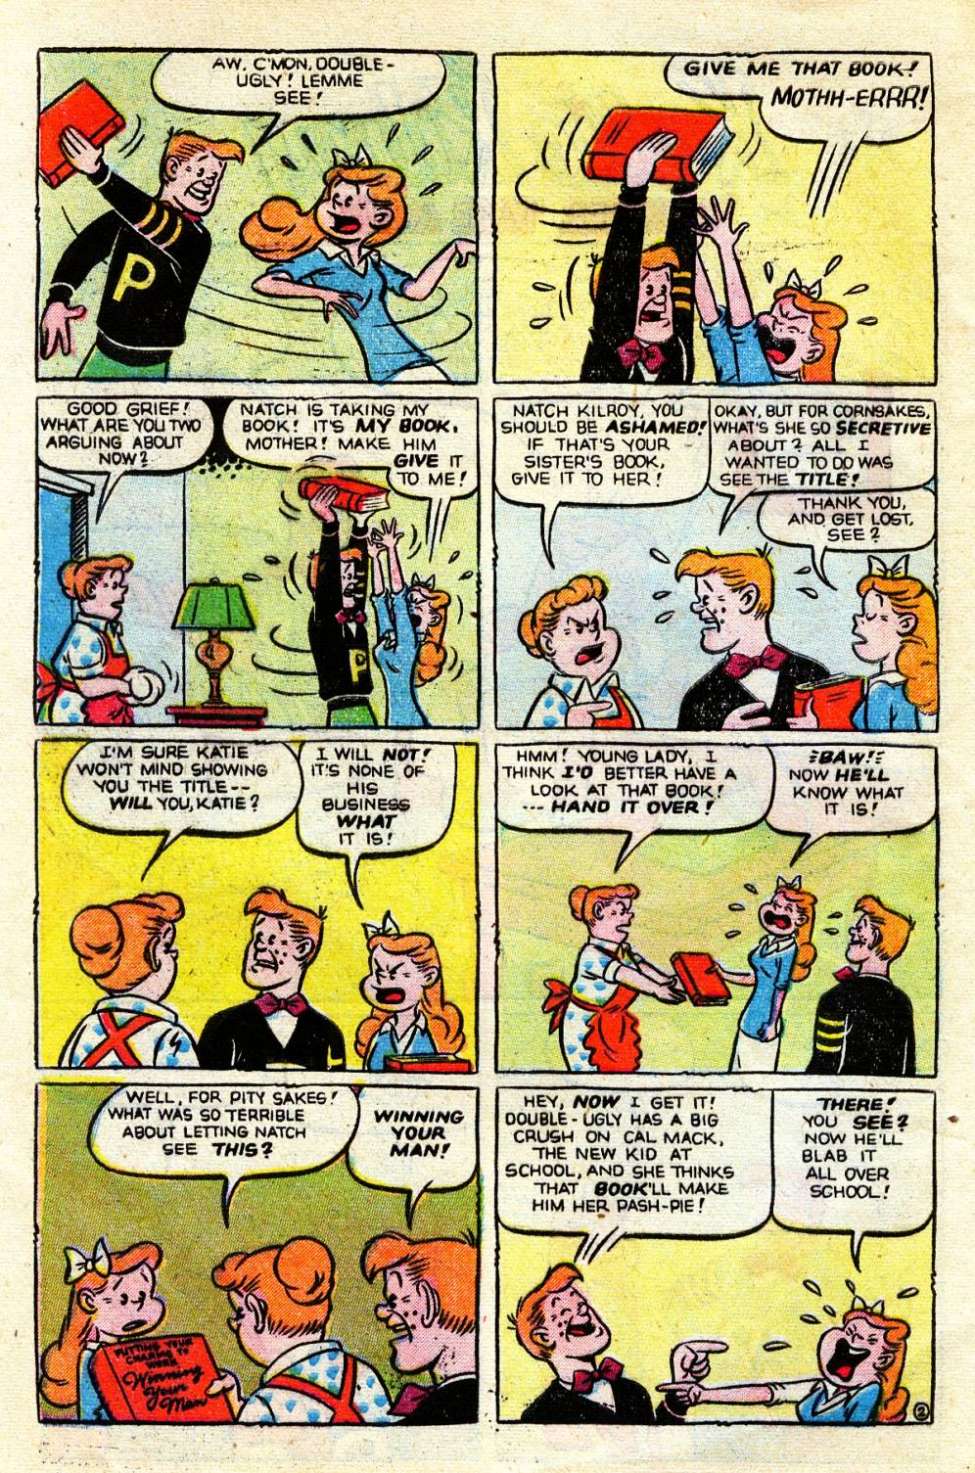 AW, C'MON, DOUBLE-
UGLY! LEMME
SEE!
P
GIVE ME THAT BOOK!
MOTHH-ERRR!
GOOD GRIEF!
WHAT ARE YOU TWO
ARGUING ABOUT
NOW?
NATCH IS TAKING MY
BOOK! IT'S MY BOOK,
MOTHER! MAKE HIM
GIVE IT
TO ME!
P
NATCH KILROY, YOU
SHOULD BE ASHAMED!
IF THAT'S YOUR
SISTER'S BOOK,
GIVE IT TO HER!
OKAY, BUT FOR CORNSAKES,
WHAT'S SHE SO SECRETIVE
ABOUT? ALL I
WANTED TO DO WAS
SEE THE TITLE!
THANK YOU,
AND GET LOST,
SEE?
I'M SURE KATIE
WON'T MIND SHOWING
YOU THE TITLE--
WILL YOU, KATIE?
I WILL NOT!
IT'S NONE OF
HIS
BUSINESS
WHAT
IT IS!
HMM! YOUNG LADY, I
THINK I'D BETTER HAVE A
LOOK AT THAT BOOK!
--- HAND IT OVER!
BAW!!
NOW HE'LL
KNOW WHAT
IT IS!
WELL, FOR PITY SAKES!
WHAT WAS SO TERRIBLE
ABOUT LETTING NATCH
SEE THIS?
WINNING
YOUR
MAN!
PUTTING YOUR
CHARMS TO
WORK
Winning
Your
Man
HEY, NOW I GET IT!
DOUBLE-UGLY HAS A BIG
CRUSH ON CAL MACK,
THE NEW KID AT
SCHOOL, AND SHE THINKS
THAT BOOK'LL MAKE
HIM HER PASH-PIE!
THERE!
YOU SEE?
NOW HE'LL
BLAB IT
ALL OVER
SCHOOL!
2